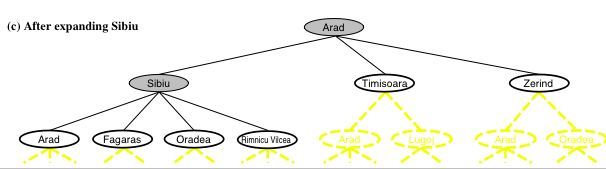 (c) After expanding Sibiu
Arad
Sibiu
Timisoara
Zerind
Arad
Fagaras
Oradea
Rimnicu Vilcea
Arad
Lugoj
Arad
Oradea